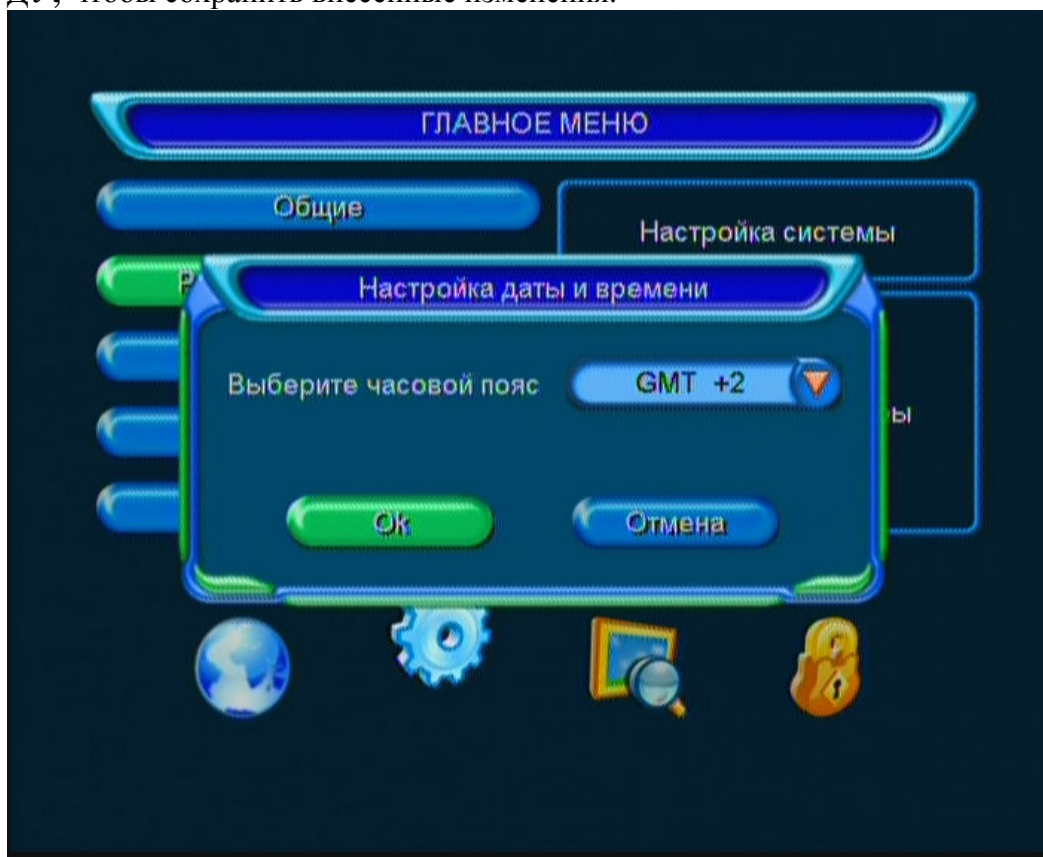 ДУ, чтобы сохранить внесенные изменения.
ГЛАВНОЕ МЕНЮ
Общие
Настройка системы
Настройка даты и времени
Выберите часовой пояс
GMT +2
ы
Ok
Отмена